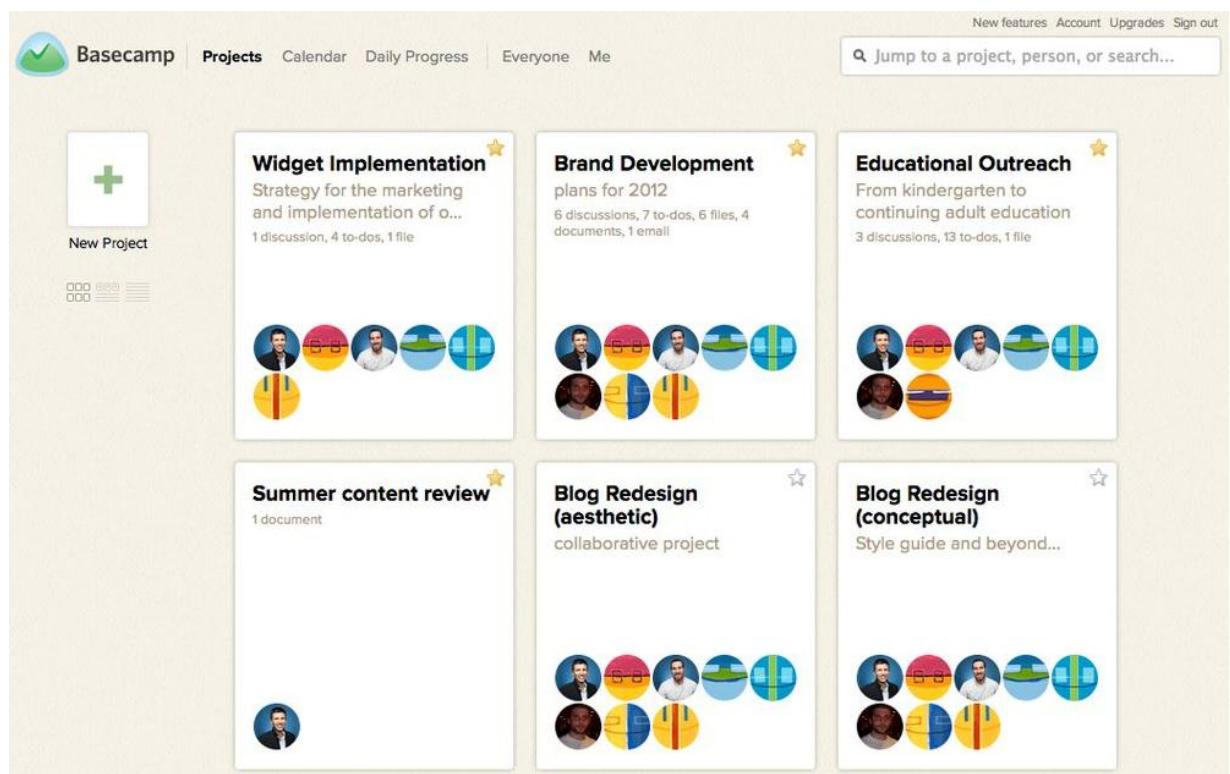 New features Account Upgrades Sign out
Basecamp Projects Calendar Daily Progress Everyone Me
Jump to a project, person, or search...
New Project
Widget Implementation
Strategy for the marketing
and implementation of o...
1 discussion, 4 to-dos, 1 file
Brand Development
plans for 2012
6 discussions, 7 to-dos, 6 files, 4
documents, 1 email
Educational Outreach
From kindergarten to
continuing adult education
3 discussions, 13 to-dos, 1 file
Summer content review
1 document
Blog Redesign
(aesthetic)
collaborative project
Blog Redesign
(conceptual)
Style guide and beyond...